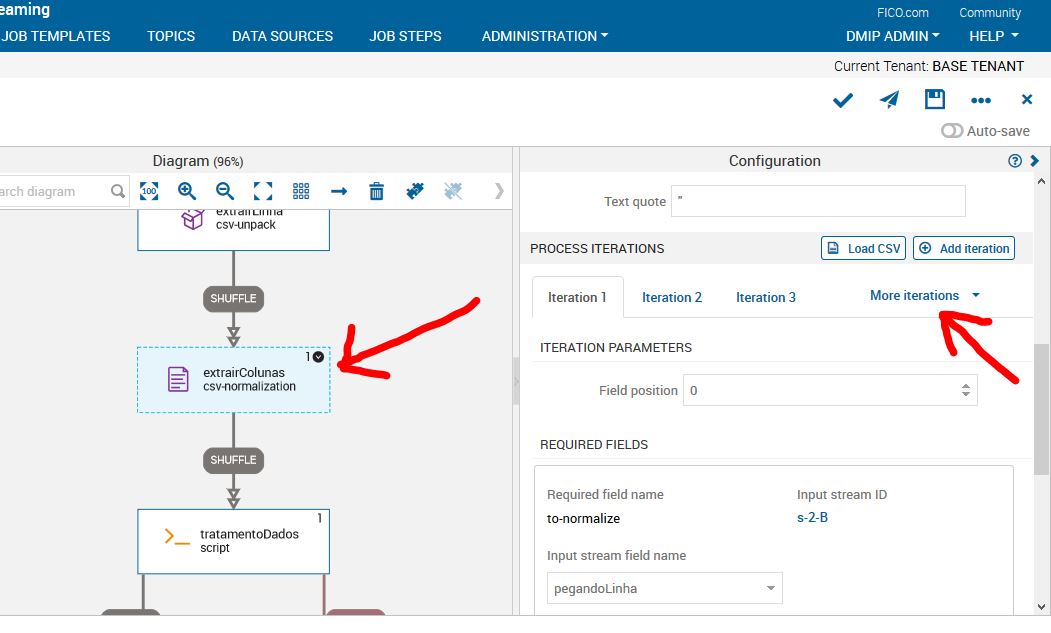 eaming
FICO.com Community
JOB TEMPLATES TOPICS DATA SOURCES JOB STEPS ADMINISTRATION DMIP ADMIN HELP
Current Tenant: BASE TENANT
Auto-save
Diagram (96%)
arch diagram
100
extrairLinha
csv-unpack
SHUFFLE
1
extrairColunas
csv-normalization
SHUFFLE
1
tratamentoDados
script
Configuration
Text quote "
PROCESS ITERATIONS Load CSV Add iteration
Iteration 1 Iteration 2 Iteration 3 More iterations
ITERATION PARAMETERS
Field position 0
REQUIRED FIELDS
Required field name Input stream ID
to-normalize s-2-B
Input stream field name
pegandoLinha